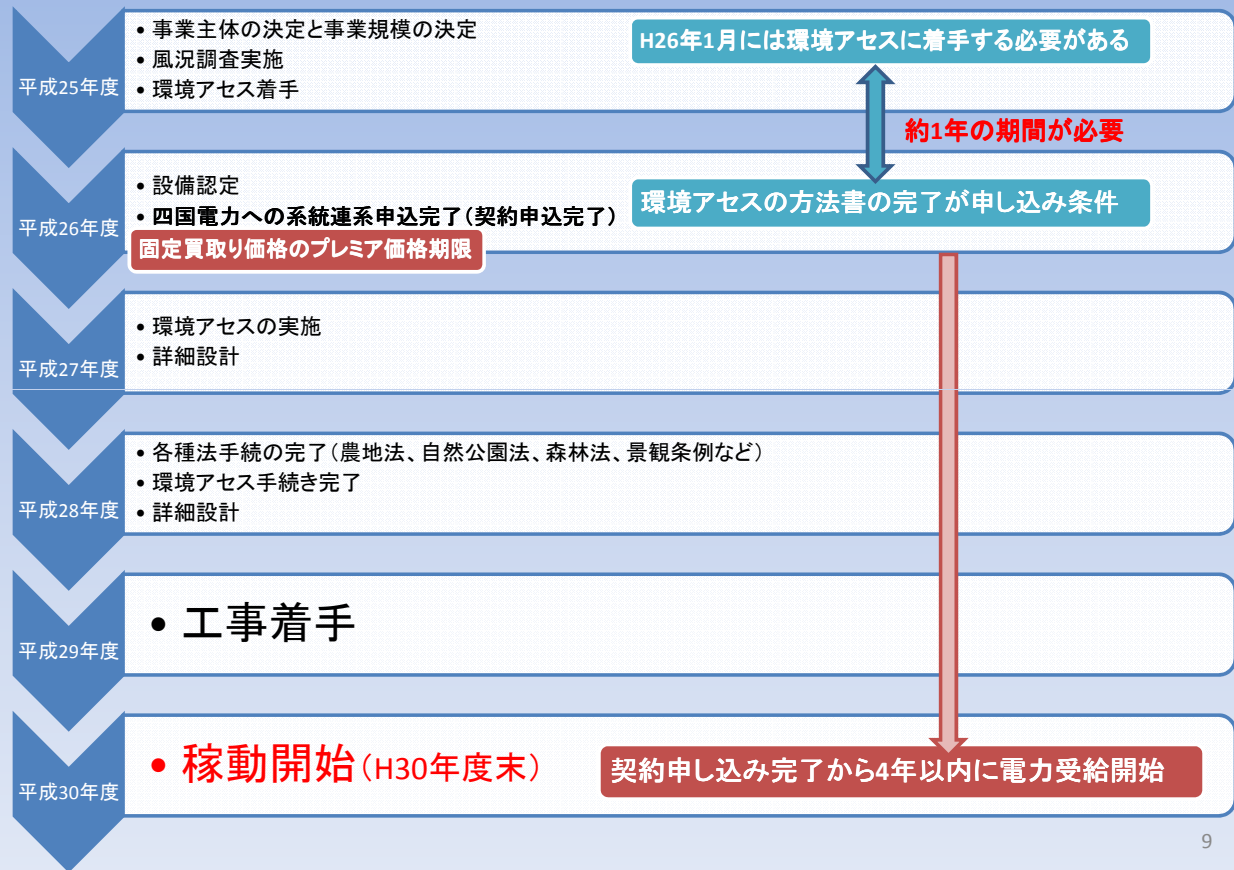 平成25年度
• 事業主体の決定と事業規模の決定
• 風況調査実施
• 環境アセス着手
H26年1月には環境アセスに着手する必要がある
約1年の期間が必要
平成26年度
• 設備認定
• 四国電力への系統連系申込完了（契約申込完了）
固定買取り価格のプレミア価格期限
環境アセスの方法書の完了が申し込み条件
平成27年度
• 環境アセスの実施
• 詳細設計
平成28年度
• 各種法手続の完了（農地法、自然公園法、森林法、景観条例など）
• 環境アセス手続き完了
• 詳細設計
平成29年度
• 工事着手
平成30年度
• 稼動開始（H30年度末）
契約申し込み完了から4年以内に電力受給開始
9